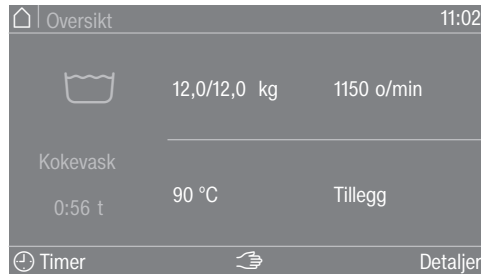 Oversikt 11:02
12,0/12,0 kg 1150 o/min
Kokevask
0:56 t
90 °C Tillegg
Timer Detaljer